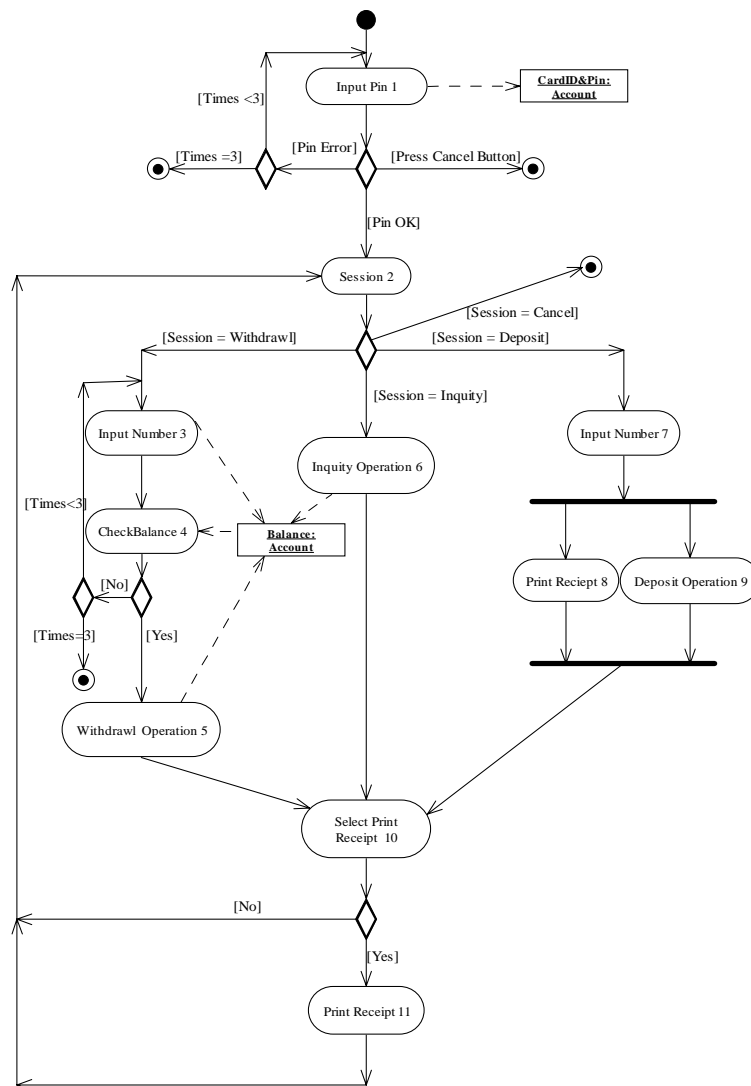 Input Pin 1
CardID&Pin:
Account
[Times <3]
[Pin Error]
[Times =3]
[Press Cancel Button]
[Pin OK]
Session 2
[Session = Cancel]
[Session = Withdrawl]
[Session = Deposit]
[Session = Inquity]
Input Number 3
Input Number 7
Inquity Operation 6
[Times<3]
CheckBalance 4
Balance:
Account
Print Reciept 8
Deposit Operation 9
[No]
[Times=3]
[Yes]
Withdrawl Operation 5
Select Print
Receipt 10
[No]
[Yes]
Print Receipt 11